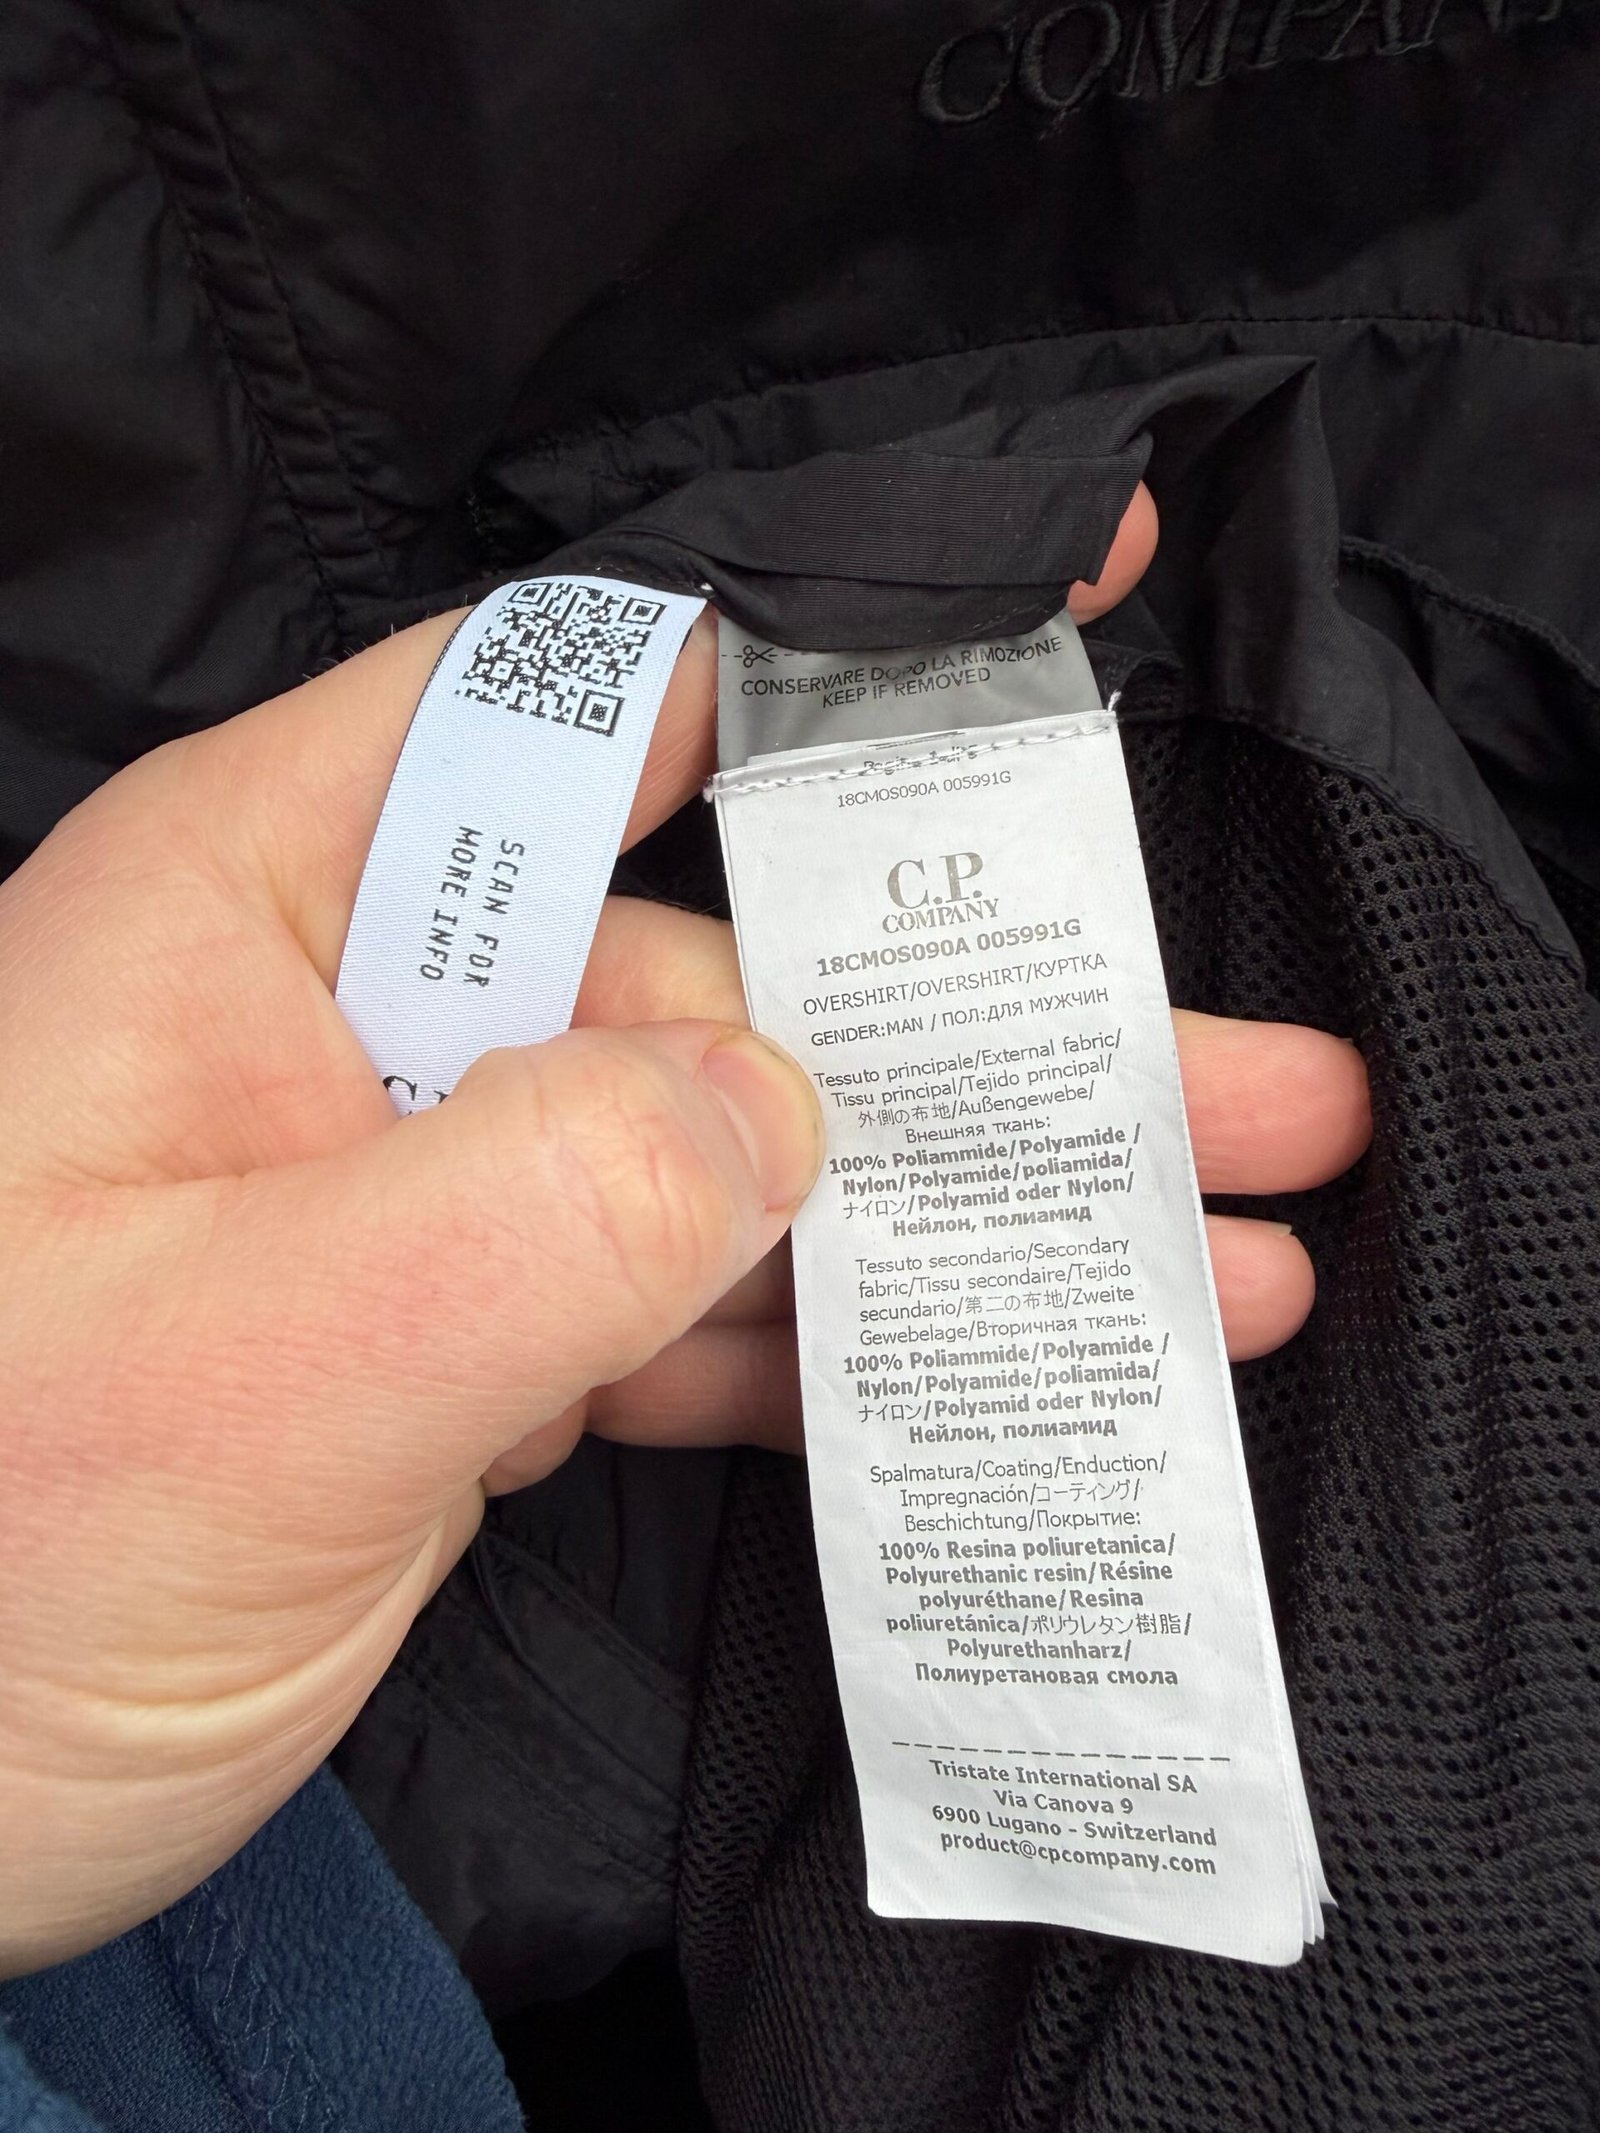 COMPANY
SCAN FOR
MORE INFO
CONSERVARE DOPO LA RIMOZIONE
KEEP IF REMOVED
18CMOS090A 005991G
C.P.
COMPANY
18CMOS090A 005991G
OVERSHIRT/OVERSHIRT/КУРТКА
GENDER:MAN / ПОЛ:ДЛЯ МУЖЧИН
Tessuto principale/External fabric/
Tissu principal/Tejido principal/
外側の布地/Außengewebe/
Внешняя ткань:
100% Poliammide/Polyamide /
Nylon/Polyamide/poliamida/
ナイロン/Polyamid oder Nylon/
Нейлон, полиамид
Tessuto secondario/Secondary
fabric/Tissu secondaire/Tejido
secundario/第二の布地/Zweite
Gewebelage/Вторичная ткань:
100% Poliammide/Polyamide /
Nylon/Polyamide/poliamida/
ナイロン/Polyamid oder Nylon/
Нейлон, полиамид
Spalmatura/Coating/Enduction/
Impregnación/コーティング/
Beschichtung/Покрытие:
100% Resina poliuretanica/
Polyurethanic resin/Résine
polyuréthane/Resina
poliuretánica/ポリウレタン樹脂/
Polyurethanharz/
Полиуретановая смола
Tristate International SA
Via Canova 9
6900 Lugano - Switzerland
product@cpcompany.com